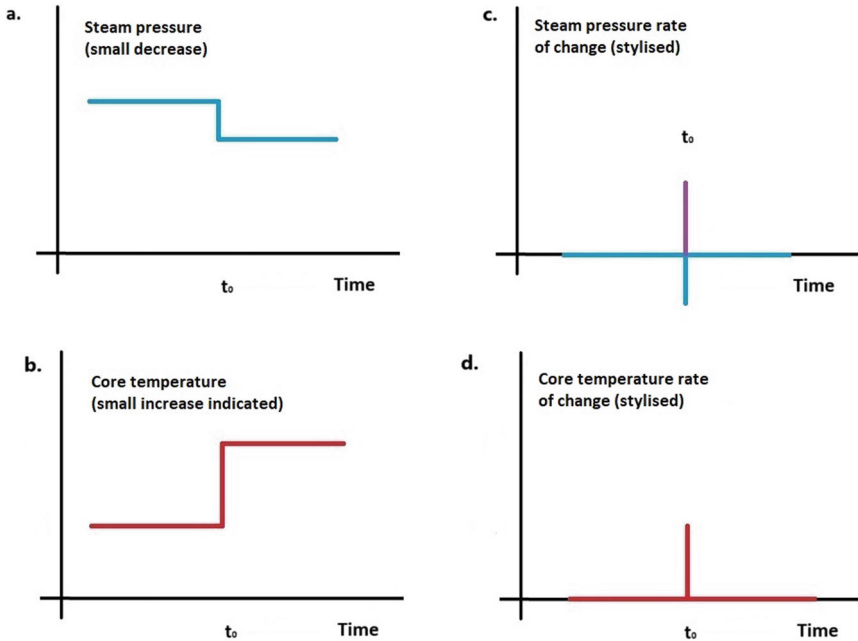 a.
Steam pressure
(small decrease)
t₀
Time
c.
Steam pressure rate
of change (stylised)
t₀
Time
b.
Core temperature
(small increase indicated)
t₀
Time
d.
Core temperature rate
of change (stylised)
t₀
Time